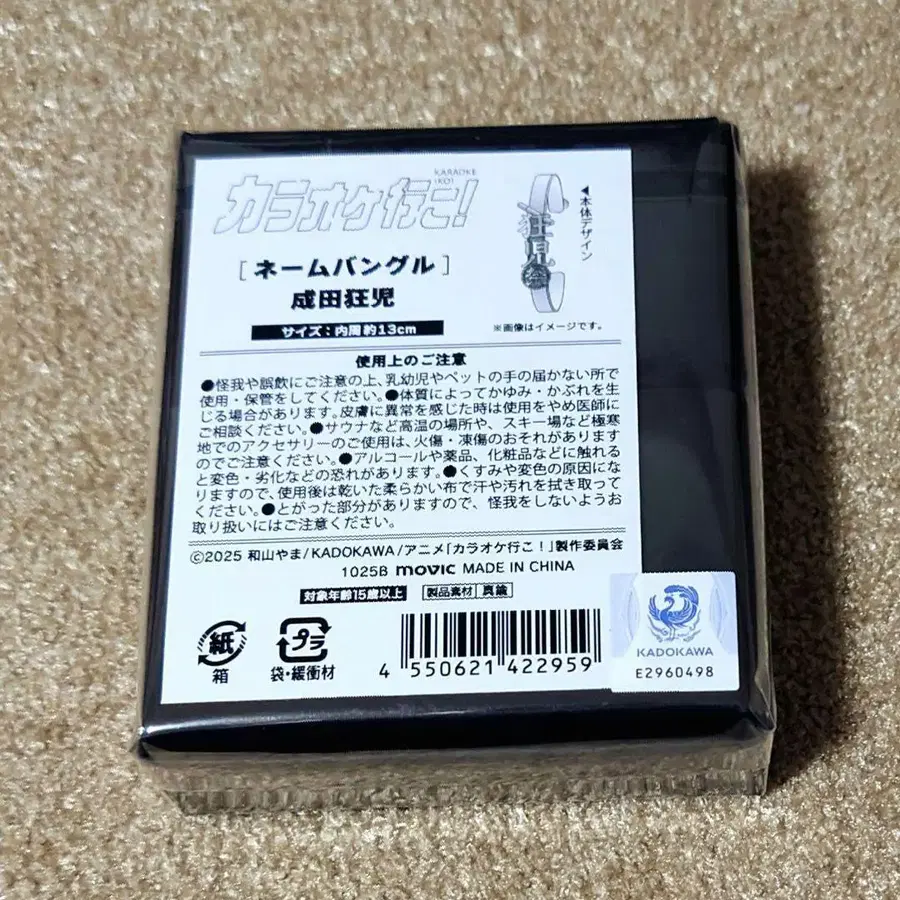 カラオケ行こ!
KARAOKE
IKO!
[ネームバングル]
成田狂児
サイズ:内周 約13cm
◀本体デザイン
狂児
※画像はイメージです。
使用上のご注意
●怪我や誤飲にご注意の上、乳幼児やペットの手の届かない所で
使用・保管をしてください。●体質によってかゆみ・かぶれを生
じる場合があります。皮膚に異常を感じた時は使用をやめ医師に
ご相談ください。●サウナなど高温の場所や、スキー場など極寒
地でのアクセサリーのご使用は、火傷・凍傷のおそれがあります
のでご注意ください。●アルコールや薬品、化粧品などに触れる
と変色・劣化などの恐れがあります。●くすみや変色の原因にな
りますので、使用後は乾いた柔らかい布で汗や汚れを拭き取って
ください。●とがった部分がありますので、怪我をしないようお
取り扱いにはご注意ください。
©2025 和山やま/KADOKAWA/アニメ「カラオケ行こ!」製作委員会
1025B movic MADE IN CHINA
対象年齢15歳以上 製品素材 真鍮
紙
箱
プラ
袋・緩衝材
4 550621 422959
KADOKAWA
E2960498